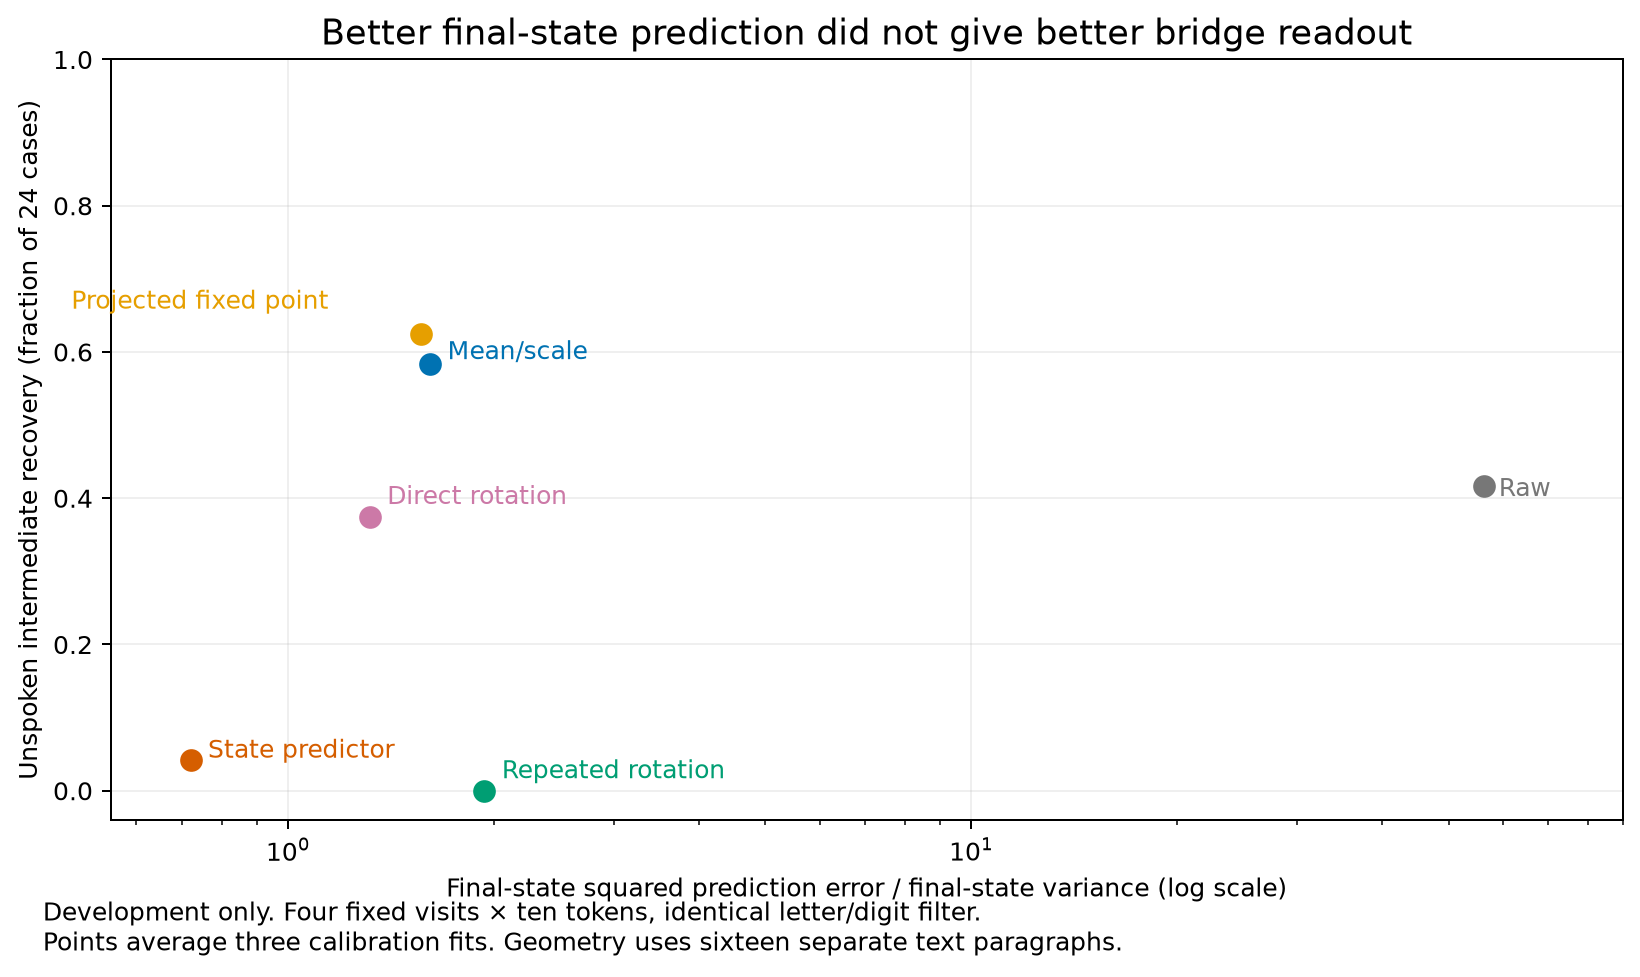 Better final-state prediction did not give better bridge readout
Unspoken intermediate recovery (fraction of 24 cases)
1.0
0.8
0.6
0.4
0.2
0.0
Projected fixed point
Mean/scale
Direct rotation
Raw
State predictor
Repeated rotation
10⁰
10¹
Final-state squared prediction error / final-state variance (log scale)
Development only. Four fixed visits × ten tokens, identical letter/digit filter.
Points average three calibration fits. Geometry uses sixteen separate text paragraphs.